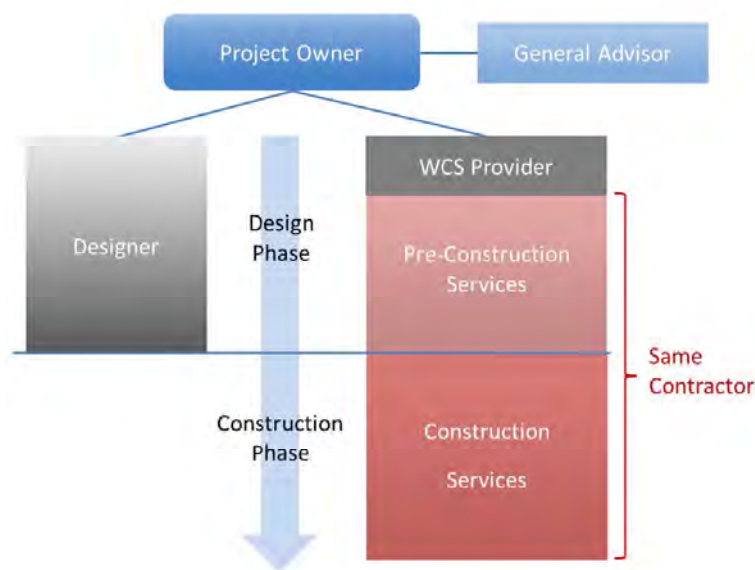 Project Owner
General Advisor
WCS Provider
Designer
Design
Phase
Pre-Construction
Services
Same
Contractor
Construction
Phase
Construction
Services